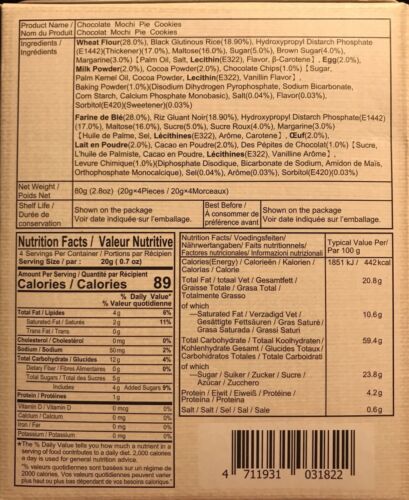 Product Name / Chocolate Mochi Pie Cookies
Nom du Produit Chocolat Mochi Pie Cookies
Ingredients / Wheat Flour(28.0%), Black Glutinous Rice(18.90%), Hydroxypropyl Distarch Phosphate
Ingrédients (E1442)(Thickener)(17.0%), Maltose(16.0%), Sugar(5.0%), Brown Sugar(4.0%),
Margarine(3.0%)【Palm Oil, Salt, Lecithin(E322), Flavor, β-Carotene】, Egg(2.0%),
Milk Powder(2.0%), Cocoa Powder(2.0%), Chocolate Chips(1.0%)【Sugar,
Palm Kernel Oil, Cocoa Powder, Lecithin(E322), Vanillin Flavor】,
Baking Powder(1.0%)(Disodium Dihydrogen Pyrophosphate, Sodium Bicarbonate,
Corn Starch, Calcium Phosphate Monobasic), Salt(0.04%), Flavor(0.03%),
Sorbitol(E420)(Sweetener)(0.03%)
Farine de Blé(28.0%), Riz Gluant Noir(18.90%), Hydroxypropyl Distarch Phosphate(E1442)
(17.0%), Maltose(16.0%), Sucre(5.0%), Sucre Roux(4.0%), Margarine(3.0%)
【Huile de Palme, Sel, Lécithines(E322), Arôme, Carotene】, Œuf(2.0%),
Lait en Poudre(2.0%), Cacao en Poudre(2.0%), Des Pépites de Chocolat(1.0%)【Sucre,
L'huile de Palmiste, Cacao en Poudre, Lécithines(E322), Vanilline Arôme】,
Levure Chimique(1.0%)(Diphosphate Disodique, Bicarbonate de Sodium, Amidon de Maïs,
Orthophosphate Monocalcique), Sel(0.04%), Arôme(0.03%), Sorbitol(E420)(0.03%)
Net Weight / 80g (2.8oz) (20g×4Pieces / 20g×4Morceaux)
Poids Net
Shelf Life / Shown on the package Best Before / Shown on the package
Durée de Voir date indiquée sur l'emballage. A consommer de Voir date indiquée sur l'emballage.
conservation préférence avant
Nutrition Facts / Valeur Nutritive
4 Servings Per Container / Portions par Récipien
Serving Size / par : 20g ( 0.7 oz)
Amount Per Serving / Quantité par Récipient
Calories / Calories 89
% Daily Value*
% Valeur quotidienne
Total Fat / Lipides 4g 6%
Saturated Fat / Saturés 2g 11%
Trans Fat / Trans 0g
Cholesterol / Cholestérol 0mg 0%
Sodium / Sodium 50mg 2%
Total Carbohydrate / Glucides 12g 4%
Dietary Fiber / Fibres Alimentaires 0g 0%
Total Sugars / Total des Sucres 5g
Includes 4g Added Sugars 9%
Protein / Protéines 1g
Vitamin D / Vitamin D 0 mcg 0%
Calcium / Calcium 0 mg 0%
Iron / Fer 0 mg 0%
Potassium / Potassium 0 mg 0%
*The % Daily Value tells you how much a nutrient in a
serving of food contributes to a daily diet. 2,000 calories
a day is used for general nutrition advice.
*% valeurs quotidiennes sont basées sur un régime
de 2000 calories. Vos valeurs quotidiennes peuvent varier
plus haut ou plus bas dépendant de vos besoins calorique.*
Nutrition Facts/ Voedingsfeiten/ Typical Value Per/
Nährwertangaben/ Faits nutritionnels/ Par 100 g
Factores nutricionales/ Informazioni nutrizionali
Calories(Energy) / Calorieën / Kalorien / 1851 kJ / 442kcal
Calorías / Calorie
Total Fat / totaal Vet / Gesamtfett / 20.8g
Graisse Totale / Grasa Total /
Totalmente Grasso
of which
—Saturated Fat / Verzadigd Vet / 10.6g
Gesättigte Fettsäuren / Gras Saturé /
Grasa Saturada / Grassi Saturi
Total Carbohydrate / Totaal Koolhydraten / 59.4g
Kohlenhydrate Gesamt / Glucides Totaux /
Carbohidratos Totales / Totale Carboidrati
of which
—Sugar / Suiker / Zucker / Sucre / 23.8g
Azúcar / Zucchero
Protein / Eiwit / Eiweiß / Protéine / 4.2g
Proteína / Proteina
Salt / Salt / Sel / Sal / Sale 0.6g
4 711931 031822